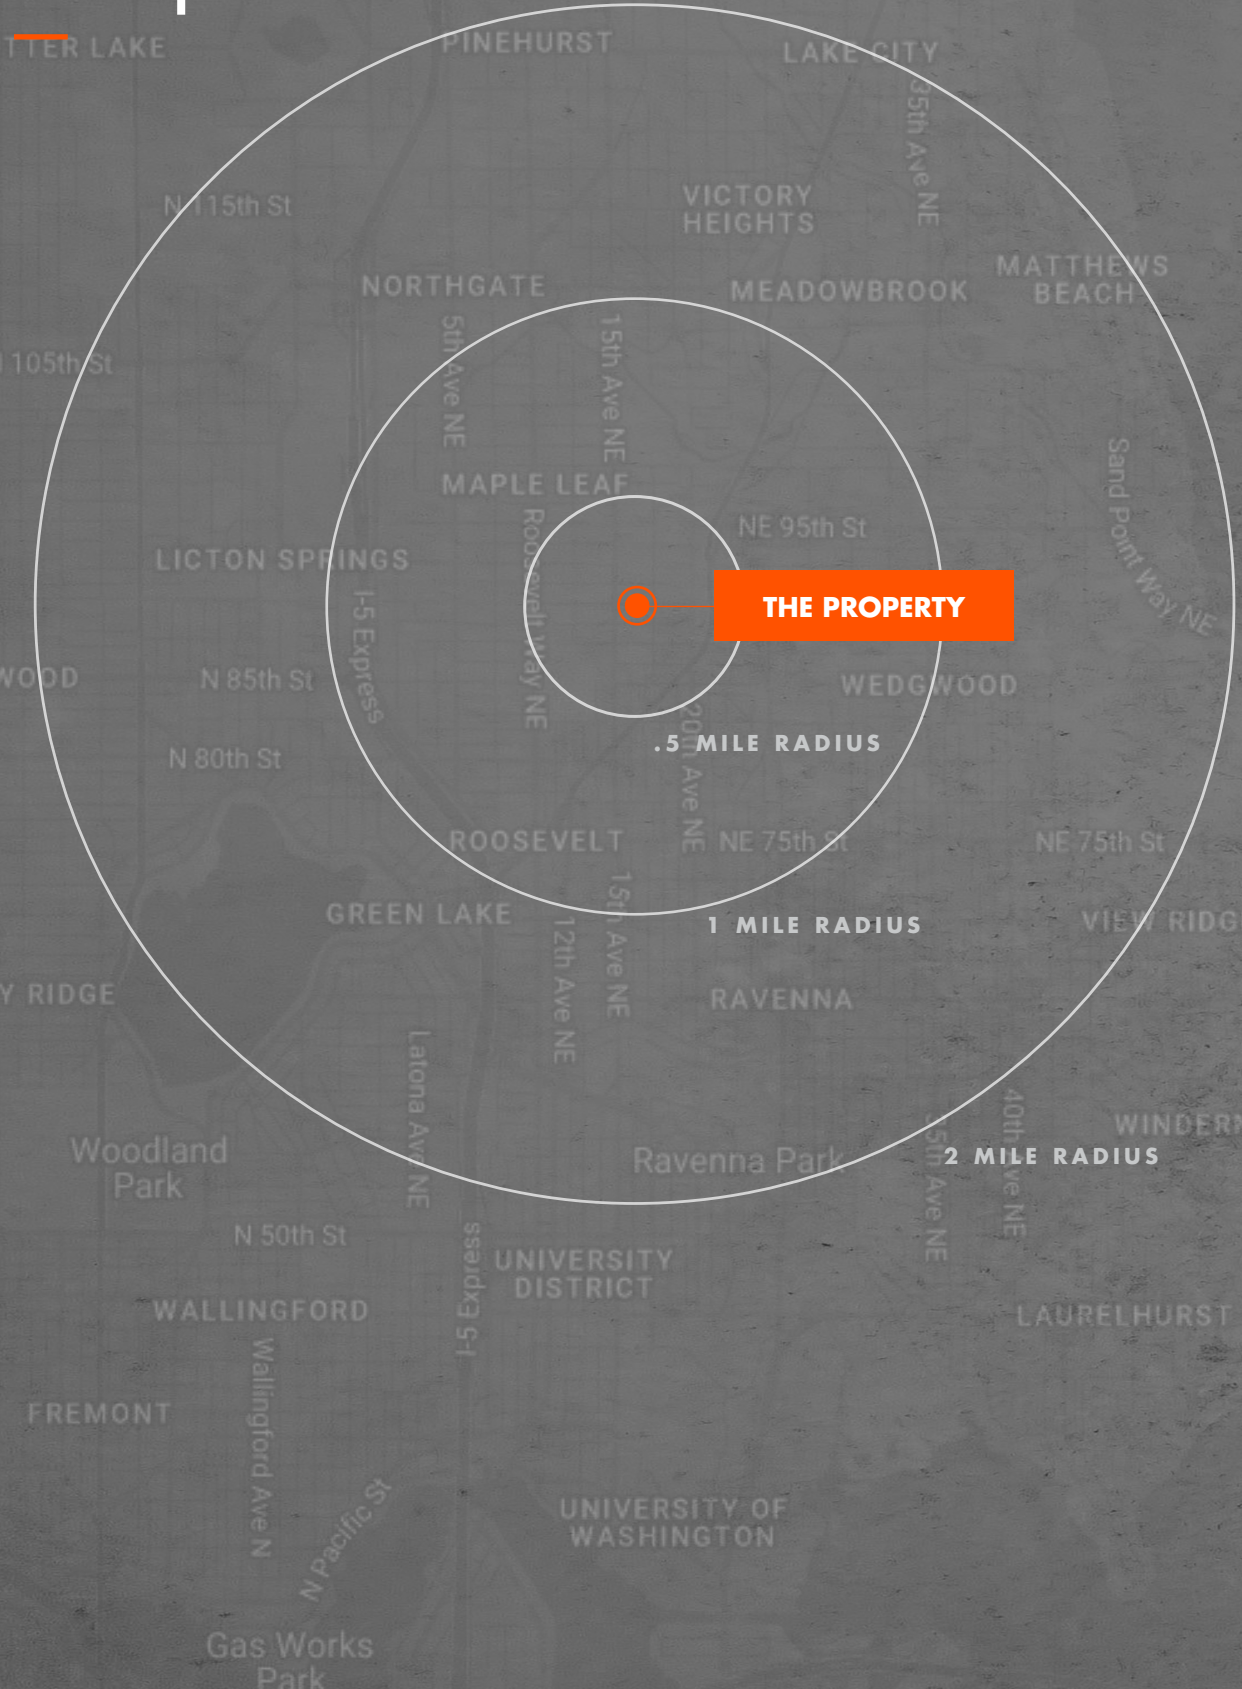 TTER LAKE
PINEHURST
LAKE CITY
35th Ave NE
N 115th St
VICTORY
HEIGHTS
NORTHGATE
MEADOWBROOK
MATTHEWS
BEACH
5th Ave NE
15th Ave NE
105th St
MAPLE LEAF
Sand Point Way NE
Roosevelt Way NE
NE 95th St
LICTON SPRINGS
I-5 Express
THE PROPERTY
WOOD
N 85th St
WEDGWOOD
20th Ave NE
.5 MILE RADIUS
N 80th St
ROOSEVELT
NE 75th St
NE 75th St
15th Ave NE
GREEN LAKE
12th Ave NE
1 MILE RADIUS
VIEW RIDG
Y RIDGE
RAVENNA
Latona Ave NE
40th Ave NE
35th Ave NE
WINDERM
Woodland
Park
Ravenna Park
2 MILE RADIUS
N 50th St
I-5 Express
UNIVERSITY
DISTRICT
WALLINGFORD
LAURELHURST
Wallingford Ave N
FREMONT
N Pacific St
UNIVERSITY OF
WASHINGTON
Gas Works
Park